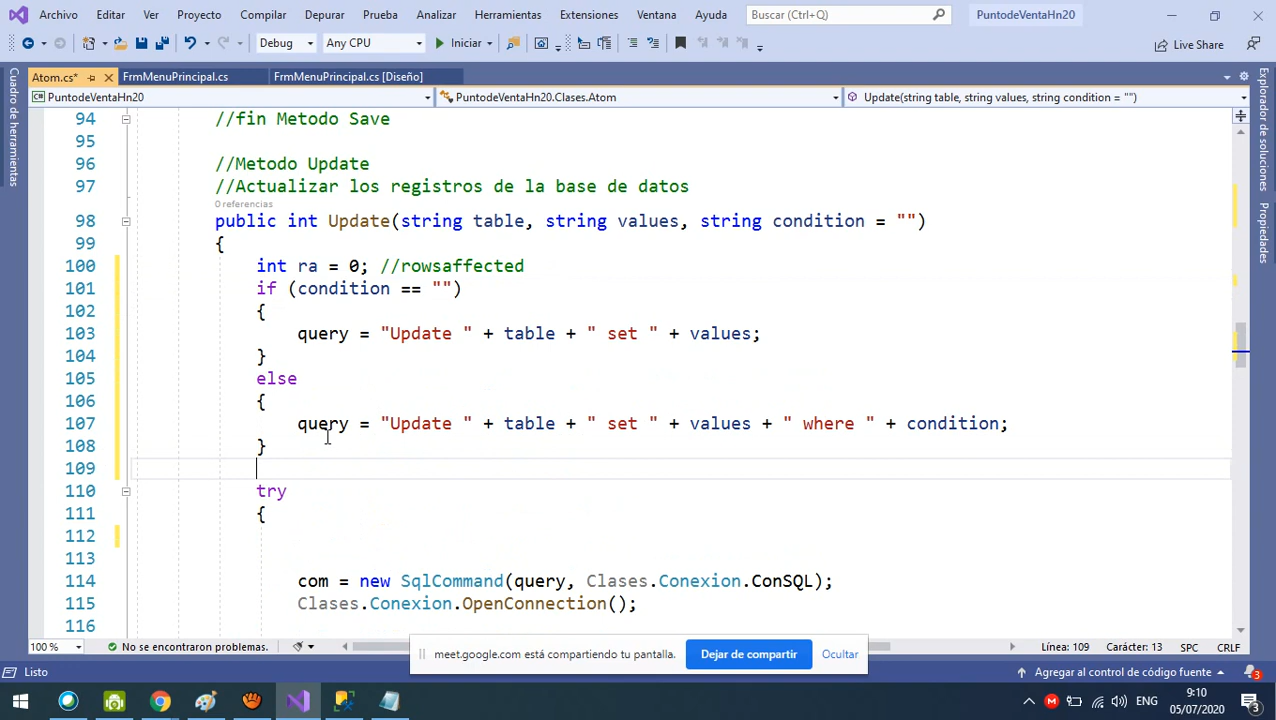 Archivo Editar Ver Proyecto Compilar Depurar Prueba Analizar Herramientas Extensiones Ventana Ayuda Buscar (Ctrl+Q) PuntodeVentaHn20
Debug Any CPU Iniciar Live Share
Atom.cs* FrmMenuPrincipal.cs FrmMenuPrincipal.cs [Diseño]
PuntodeVentaHn20 PuntodeVentaHn20.Clases.Atom Update(string table, string values, string condition = "")
Cuadro de herramientas
Explorador de soluciones
Propiedades
94 //fin Metodo Save
95
96 //Metodo Update
97 //Actualizar los registros de la base de datos
0 referencias
98 public int Update(string table, string values, string condition = "")
99 {
100 int ra = 0; //rowsaffected
101 if (condition == "")
102 {
103 query = "Update " + table + " set " + values;
104 }
105 else
106 {
107 query = "Update " + table + " set " + values + " where " + condition;
108 }
109
110 try
111 {
112
113
114 com = new SqlCommand(query, Clases.Conexion.ConSQL);
115 Clases.Conexion.OpenConnection();
116
100 % No se encontraron problemas. Línea: 109 Carácter: 13 SPC CRLF
meet.google.com está compartiendo tu pantalla. Dejar de compartir Ocultar
Listo Agregar al control de código fuente 3
ENG 9:10
05/07/2020 3